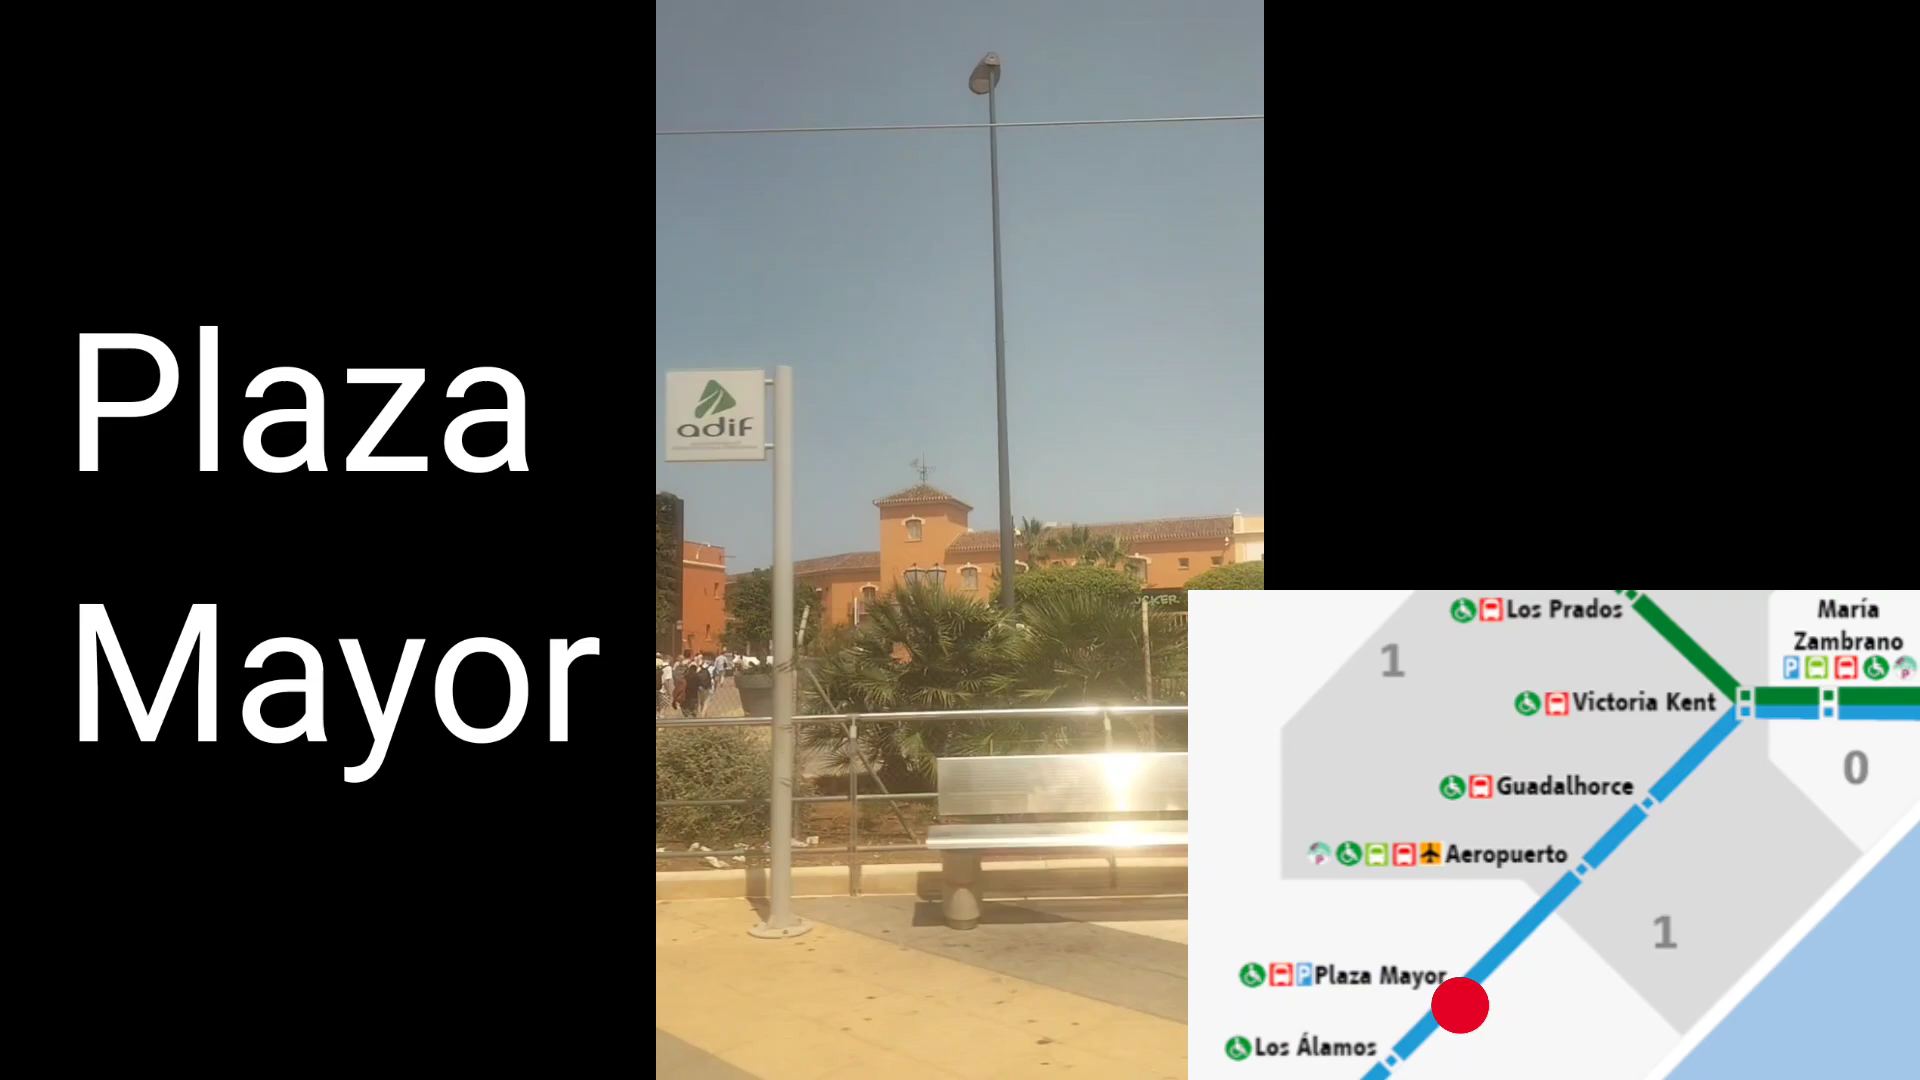 Plaza
Mayor
adif
Los Prados
María
Zambrano
1
Victoria Kent
0
Guadalhorce
Aeropuerto
1
Plaza Mayor
Los Álamos